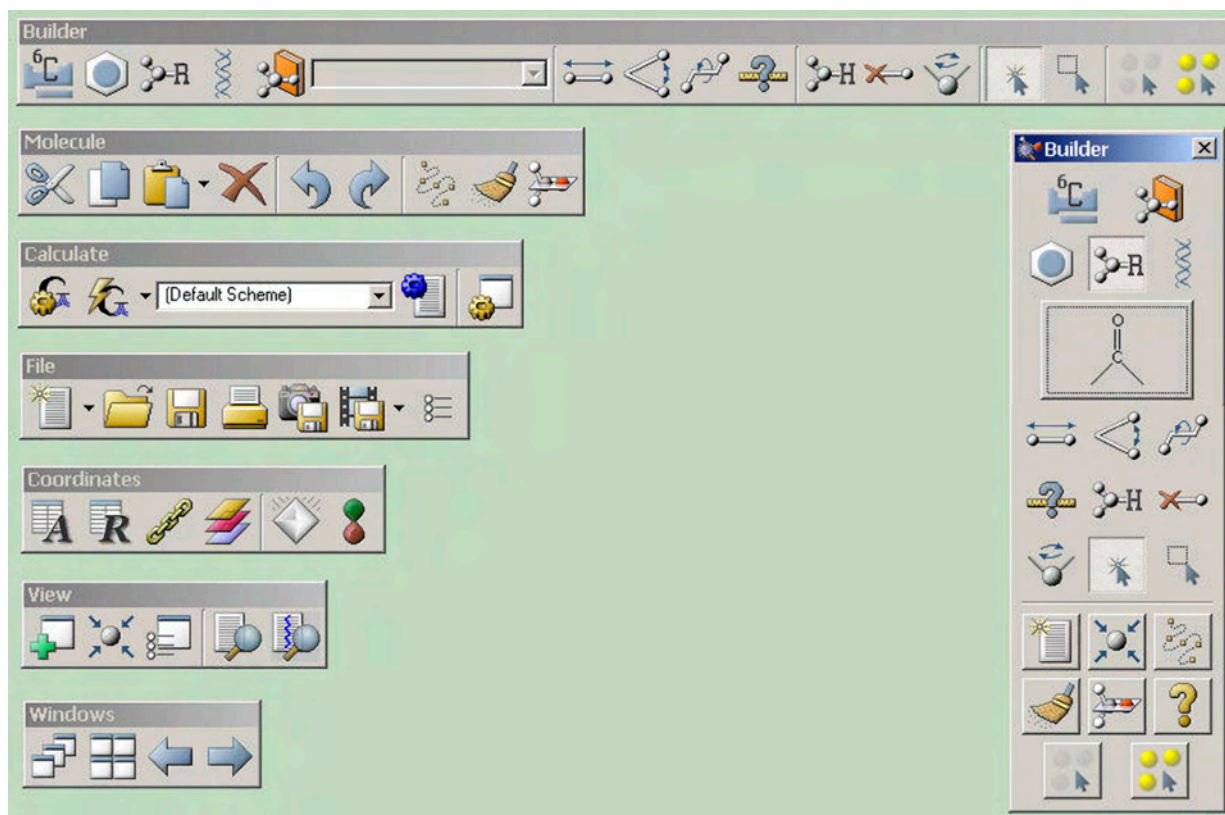 Builder
6C
R
H
Molecule
Calculate
(Default Scheme)
File
Coordinates
A R
View
Windows
Builder
6C
R
O
C
H